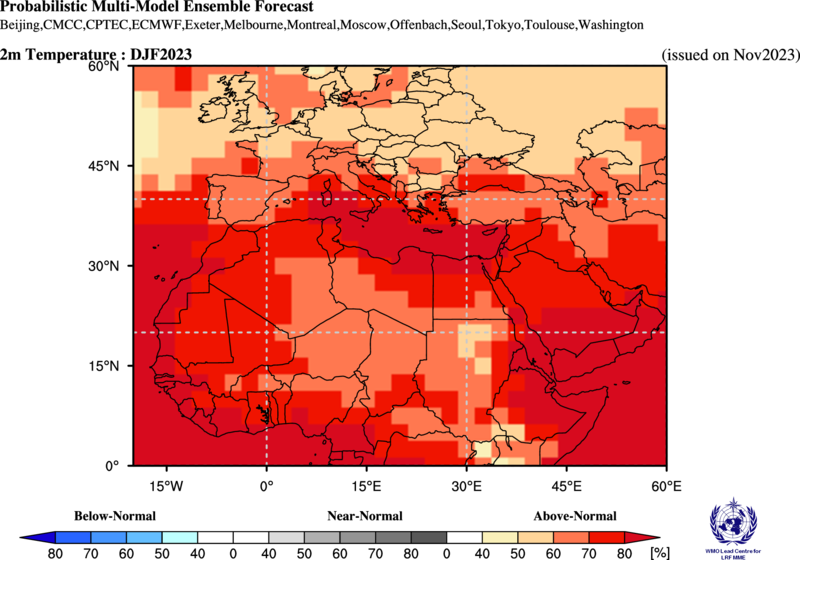 Probabilistic Multi-Model Ensemble Forecast
Beijing,CMCC,CPTEC,ECMWF,Exeter,Melbourne,Montreal,Moscow,Offenbach,Seoul,Tokyo,Toulouse,Washington
2m Temperature : DJF2023 (issued on Nov2023)
60°N
45°N
30°N
15°N
0°
15°W 0° 15°E 30°E 45°E 60°E
Below-Normal Near-Normal Above-Normal
80 70 60 50 40 0 40 50 60 70 80 0 40 50 60 70 80 [%]
WMO Lead Centre for
LRF MME